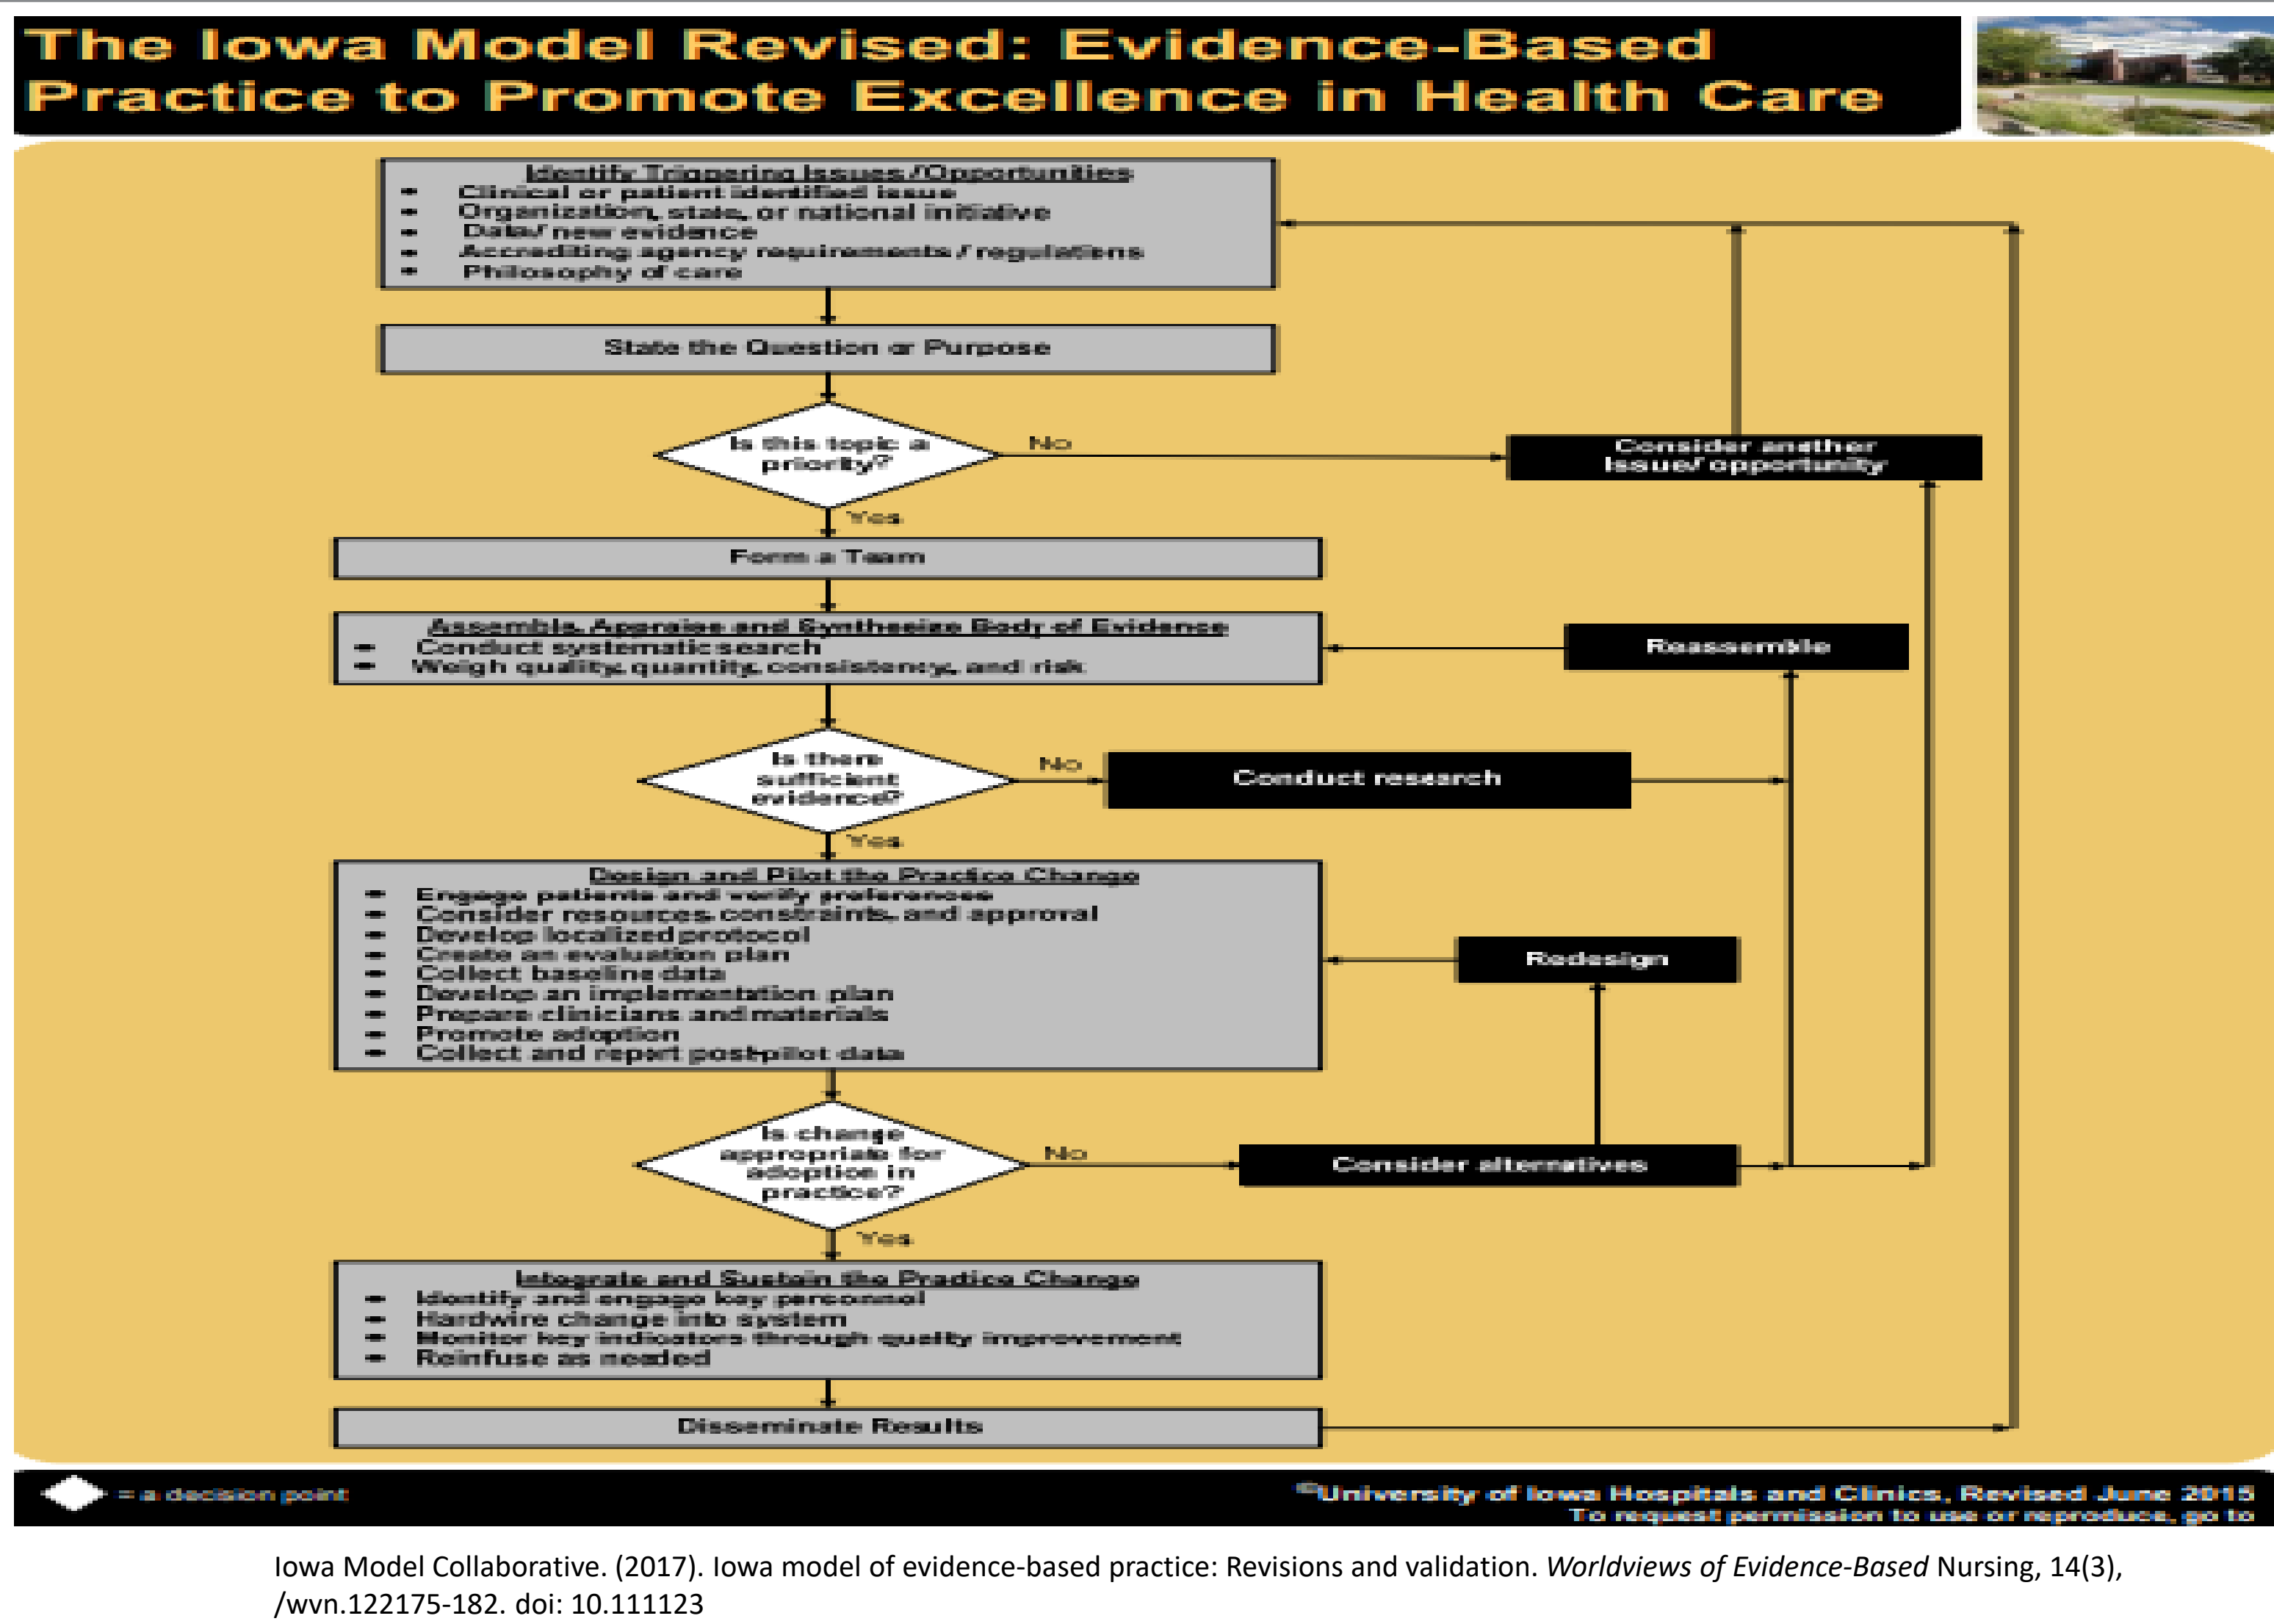 The Iowa Model Revised: Evidence-Based
Practice to Promote Excellence in Health Care
Identify Triggering Issues/Opportunities
• Clinical or patient identified issue
• Organization, state, or national initiative
• Data/ new evidence
• Accrediting agency requirements / regulations
• Philosophy of care
State the Question or Purpose
Is this topic a
priority?
No
Consider another
Issue/ opportunity
Yes
Form a Team
Assemble, Appraise and Synthesize Body of Evidence
• Conduct systematic search
• Weigh quality, quantity, consistency, and risk
Reassemble
Is there
sufficient
evidence?
No
Conduct research
Yes
Design and Pilot the Practice Change
• Engage patients and verify preferences
• Consider resources, constraints, and approval
• Develop localized protocol
• Create an evaluation plan
• Collect baseline data
• Develop an implementation plan
• Prepare clinicians and materials
• Promote adoption
• Collect and report post-pilot data
Redesign
Is change
appropriate for
adoption in
practice?
No
Consider alternatives
Yes
Integrate and Sustain the Practice Change
• Identify and engage key personnel
• Hardwire change into system
• Monitor key indicators through quality improvement
• Reinfuse as needed
Disseminate Results
= a decision point
©University of Iowa Hospitals and Clinics, Revised June 2015
To request permission to use or reproduce, go to
Iowa Model Collaborative. (2017). Iowa model of evidence-based practice: Revisions and validation. Worldviews of Evidence-Based Nursing, 14(3),
/wvn.122175-182. doi: 10.111123